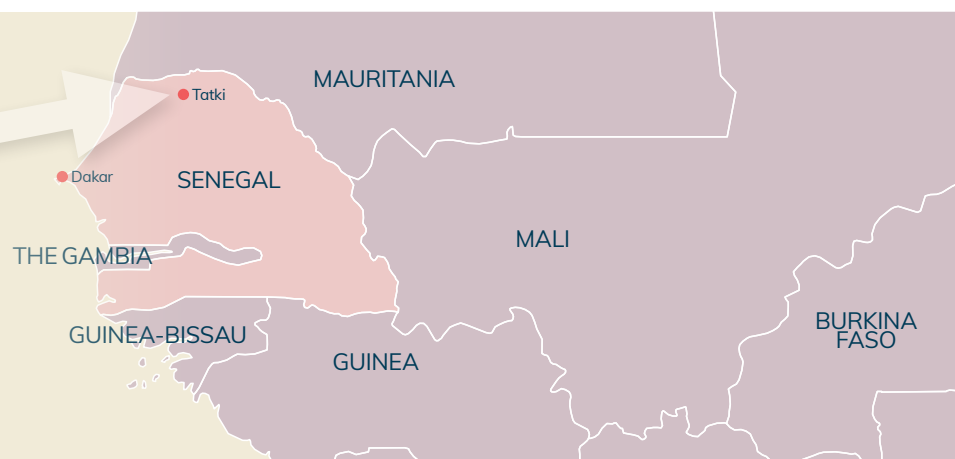 MAURITANIA
Tatki
Dakar
SENEGAL
MALI
THE GAMBIA
BURKINA
FASO
GUINEA-BISSAU
GUINEA